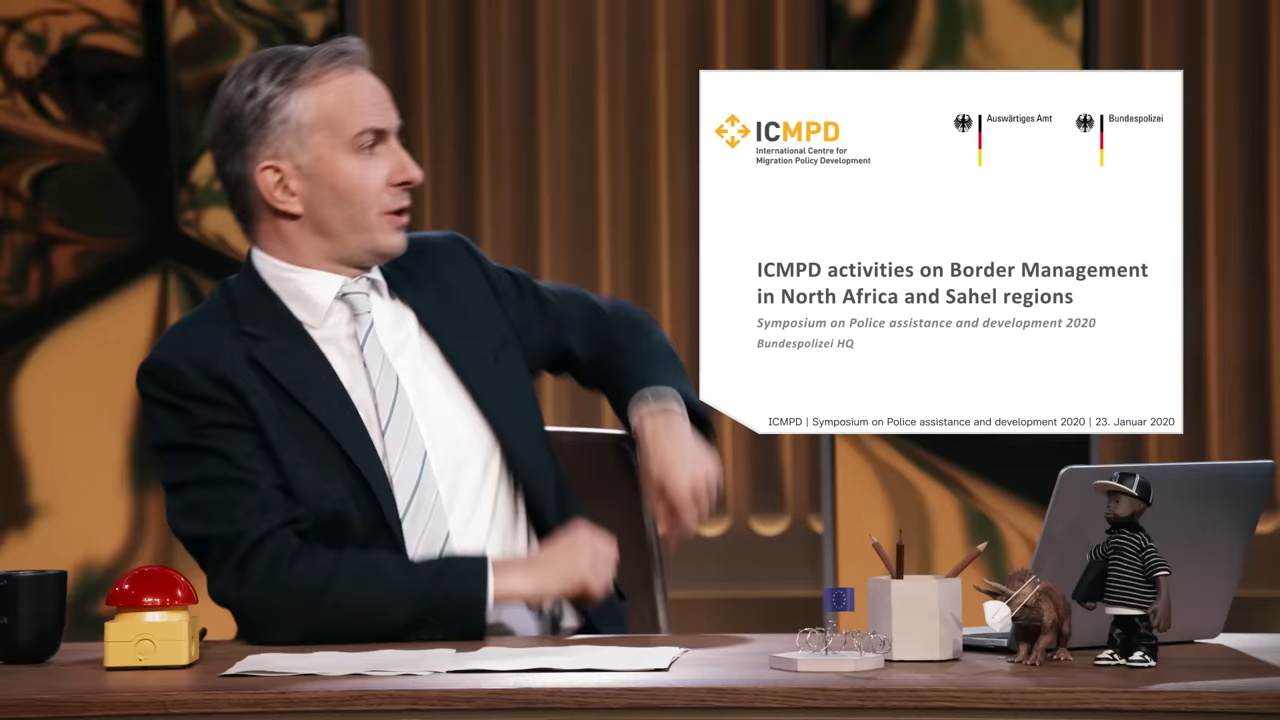 ICMPD
International Centre for
Migration Policy Development
Auswärtiges Amt
Bundespolizei
ICMPD activities on Border Management
in North Africa and Sahel regions
Symposium on Police assistance and development 2020
Bundespolizei HQ
ICMPD | Symposium on Police assistance and development 2020 | 23. Januar 2020